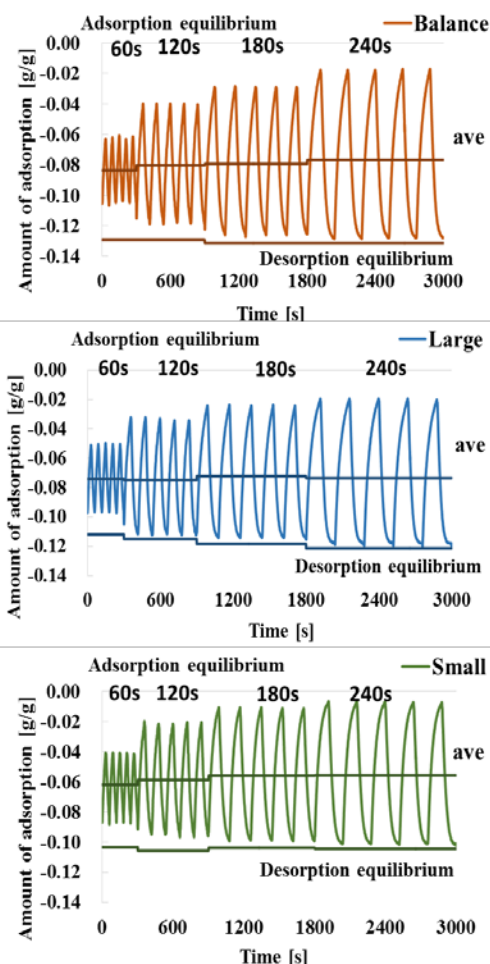 Adsorption equilibrium
Balance
60s 120s 180s 240s
0.00
-0.02
-0.04
-0.06
-0.08
-0.10
-0.12
-0.14
Amount of adsorption [g/g]
ave
Desorption equilibrium
0 600 1200 1800 2400 3000
Time [s]
Adsorption equilibrium
Large
60s 120s 180s 240s
0.00
-0.02
-0.04
-0.06
-0.08
-0.10
-0.12
-0.14
Amount of adsorption [g/g]
ave
Desorption equilibrium
0 600 1200 1800 2400 3000
Time [s]
Adsorption equilibrium
Small
60s 120s 180s 240s
0.00
-0.02
-0.04
-0.06
-0.08
-0.10
-0.12
-0.14
Amount of adsorption [g/g]
ave
Desorption equilibrium
0 600 1200 1800 2400 3000
Time [s]